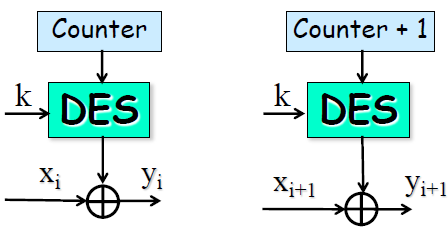 Counter
k
DES
xi
yi
Counter + 1
k
DES
xi+1
yi+1